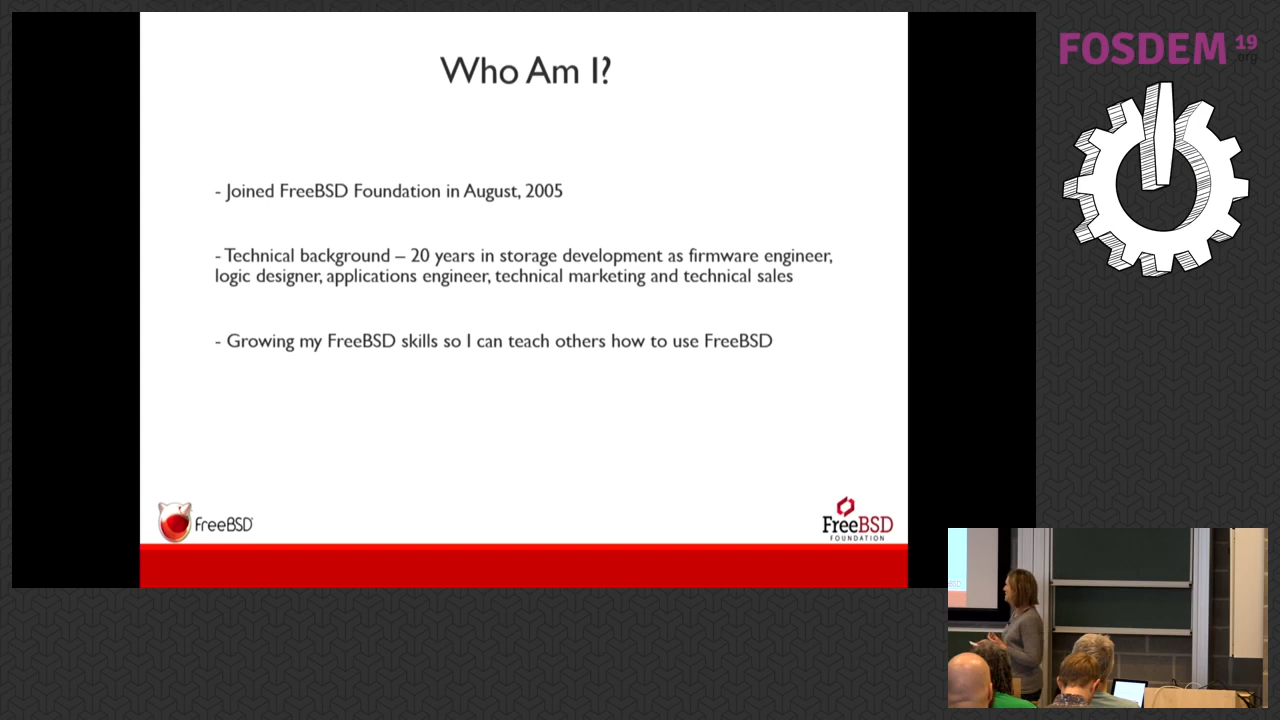 Who Am I?
- Joined FreeBSD Foundation in August, 2005
- Technical background – 20 years in storage development as firmware engineer,
logic designer, applications engineer, technical marketing and technical sales
- Growing my FreeBSD skills so I can teach others how to use FreeBSD
FreeBSD
FreeBSD
FOUNDATION
FOSDEM 19
.org